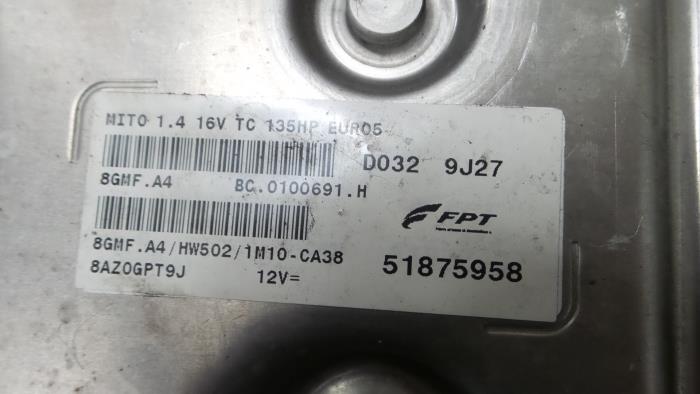 MITO 1.4 16V TC 135HP EURO5
D032 9J27
8GMF.A4 BC.0100691.H
FPT
8GMF.A4/HW502/1M10-CA38
8AZ0GPT9J 12V=
51875958